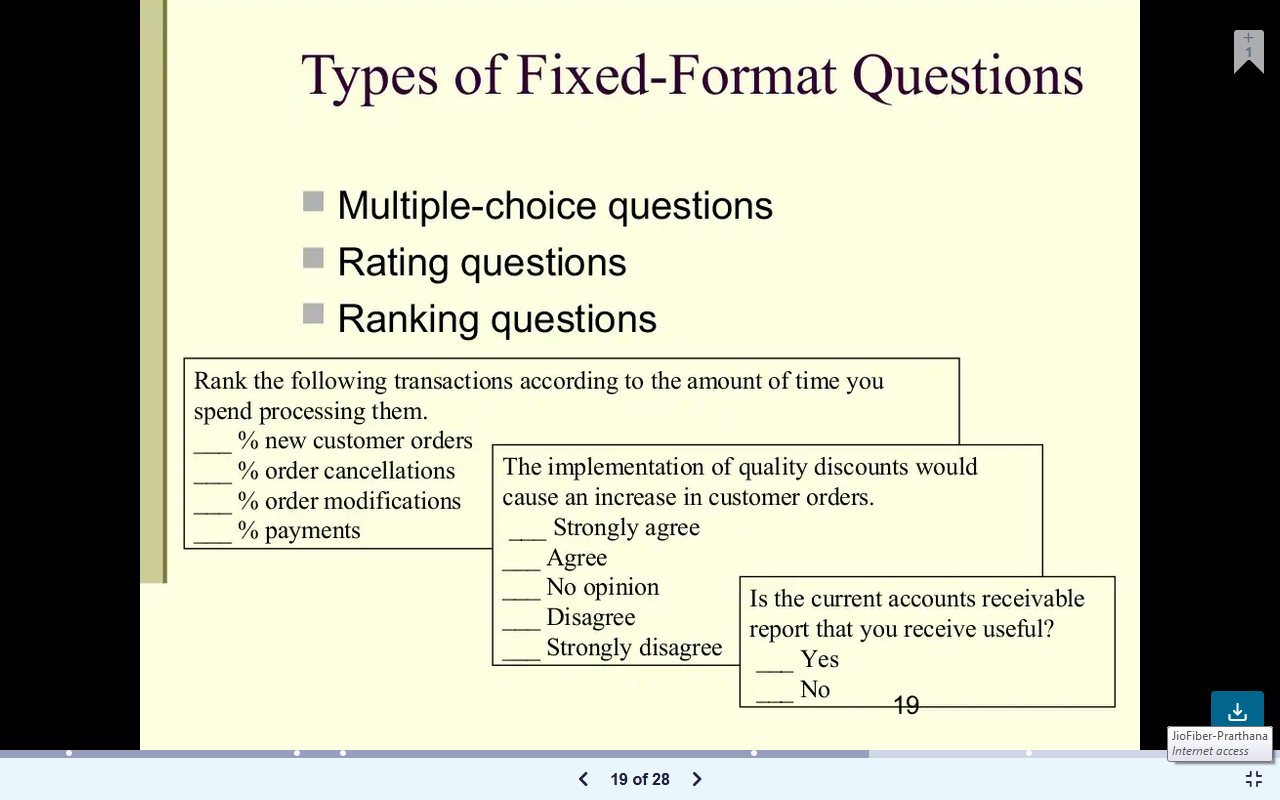 Types of Fixed-Format Questions
Multiple-choice questions
Rating questions
Ranking questions
Rank the following transactions according to the amount of time you
spend processing them.
___ % new customer orders
___ % order cancellations
___ % order modifications
___ % payments
The implementation of quality discounts would
cause an increase in customer orders.
___ Strongly agree
___ Agree
___ No opinion
___ Disagree
___ Strongly disagree
Is the current accounts receivable
report that you receive useful?
___ Yes
___ No
19
+
1
JioFiber-Prarthana
Internet access
19 of 28